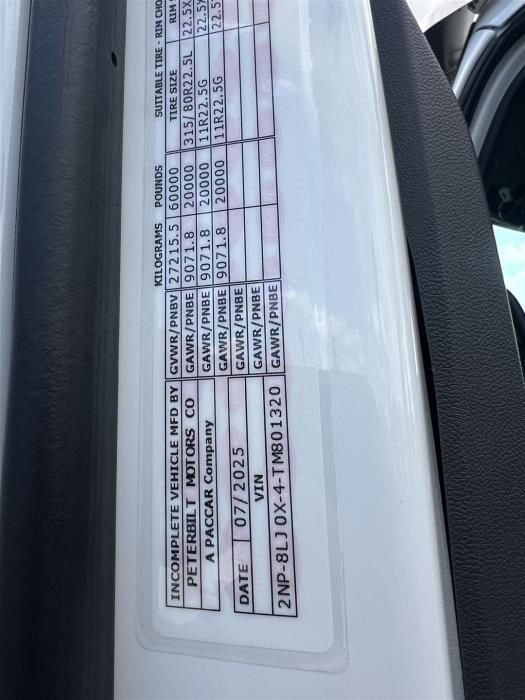 INCOMPLETE VEHICLE MFD BY
PETERBILT MOTORS CO
A PACCAR Company
DATE 07/2025
VIN
2NP-8LJ0X-4-TM801320
KILOGRAMS POUNDS SUITABLE TIRE - RIM
TIRE SIZE RIM
GVWR/PNBV 27215.5 60000
GAWR/PNBE 9071.8 20000 315/80R22.5L 22.5X
GAWR/PNBE 9071.8 20000 11R22.5G 22.5X
GAWR/PNBE 9071.8 20000 11R22.5G
GAWR/PNBE
GAWR/PNBE
GAWR/PNBE